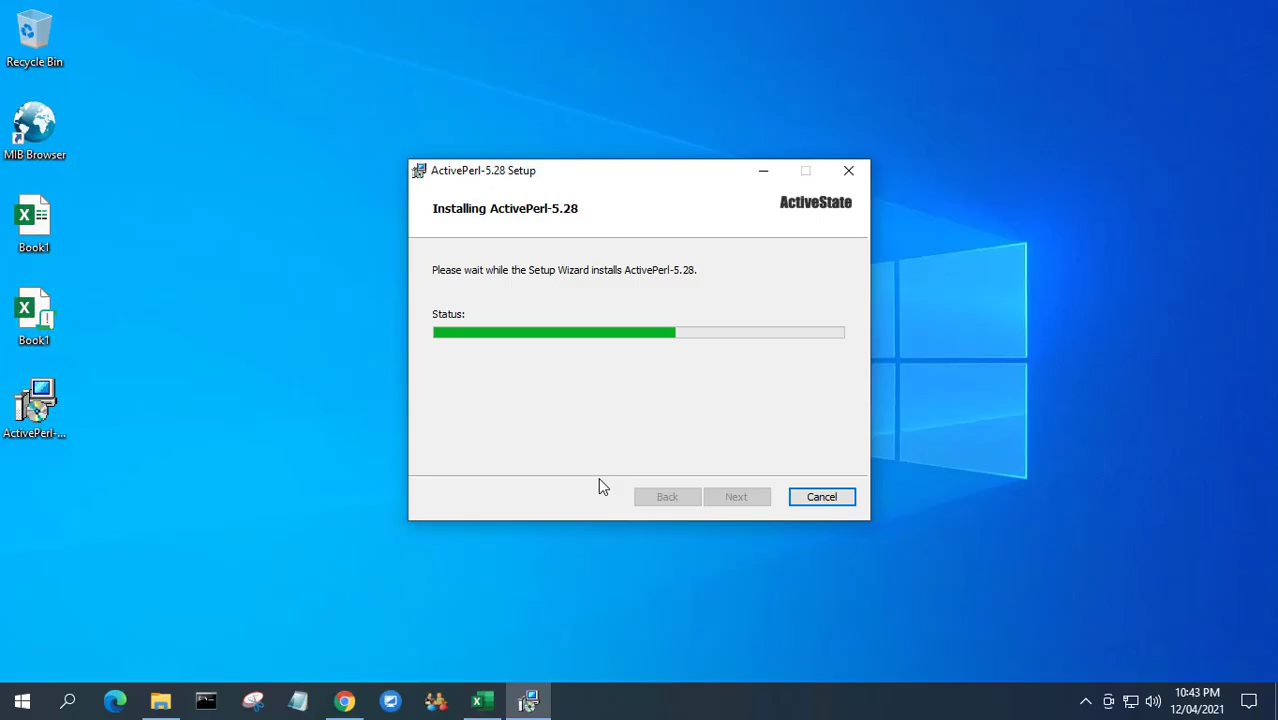 Recycle Bin
MIB Browser
Book1
Book1
ActivePerl-...
ActivePerl-5.28 Setup
Installing ActivePerl-5.28
ActiveState
Please wait while the Setup Wizard installs ActivePerl-5.28.
Status:
Back
Next
Cancel
10:43 PM
12/04/2021